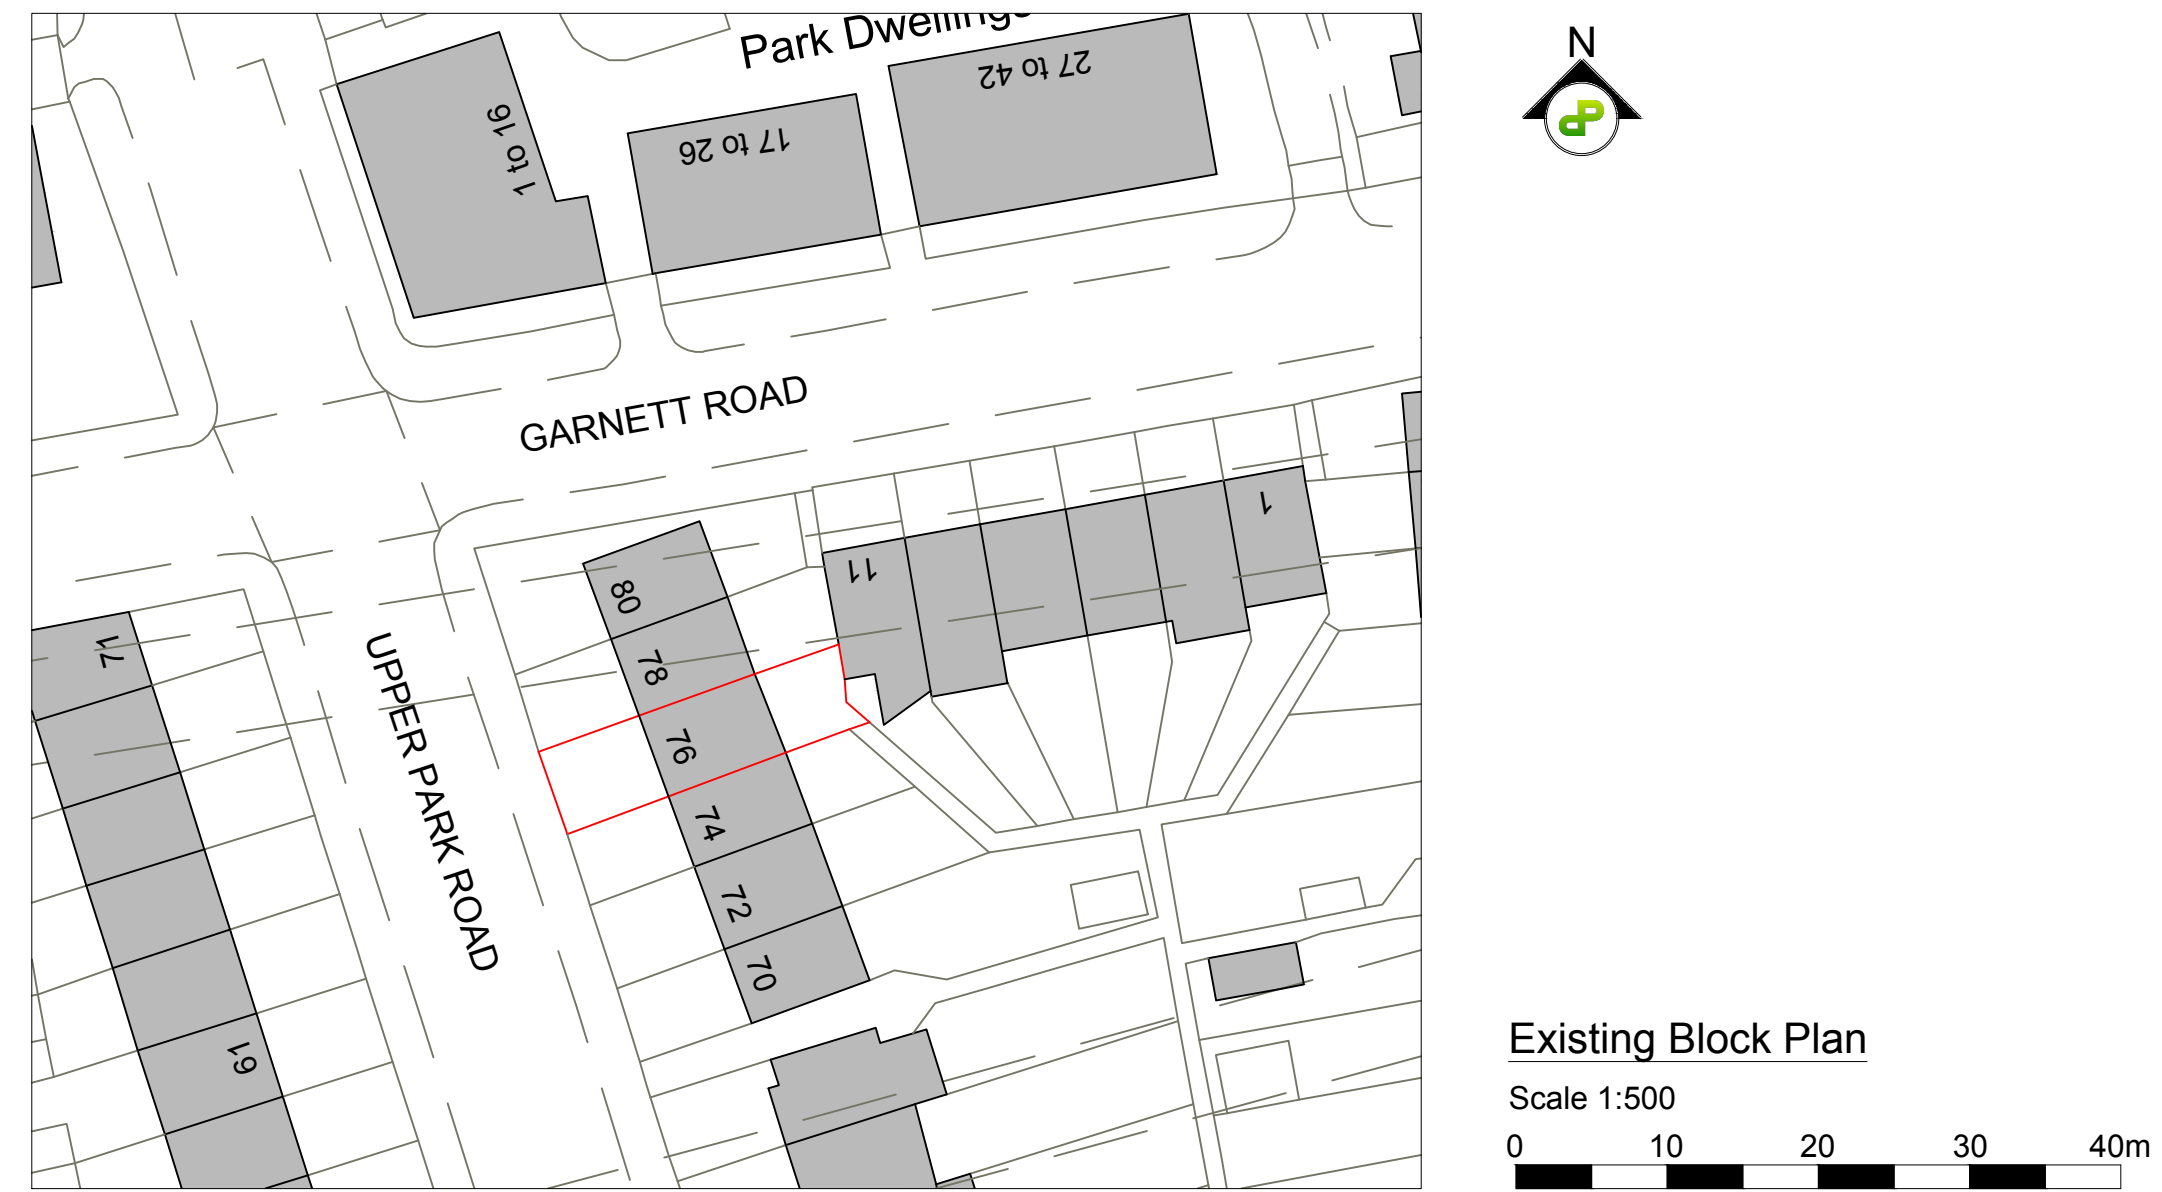 Park Dwellings
N
1 to 16
17 to 26
27 to 42
GARNETT ROAD
UPPER PARK ROAD
80
78
76
74
72
70
11
1
71
61
dP
Existing Block Plan
Scale 1:500
0 10 20 30 40m